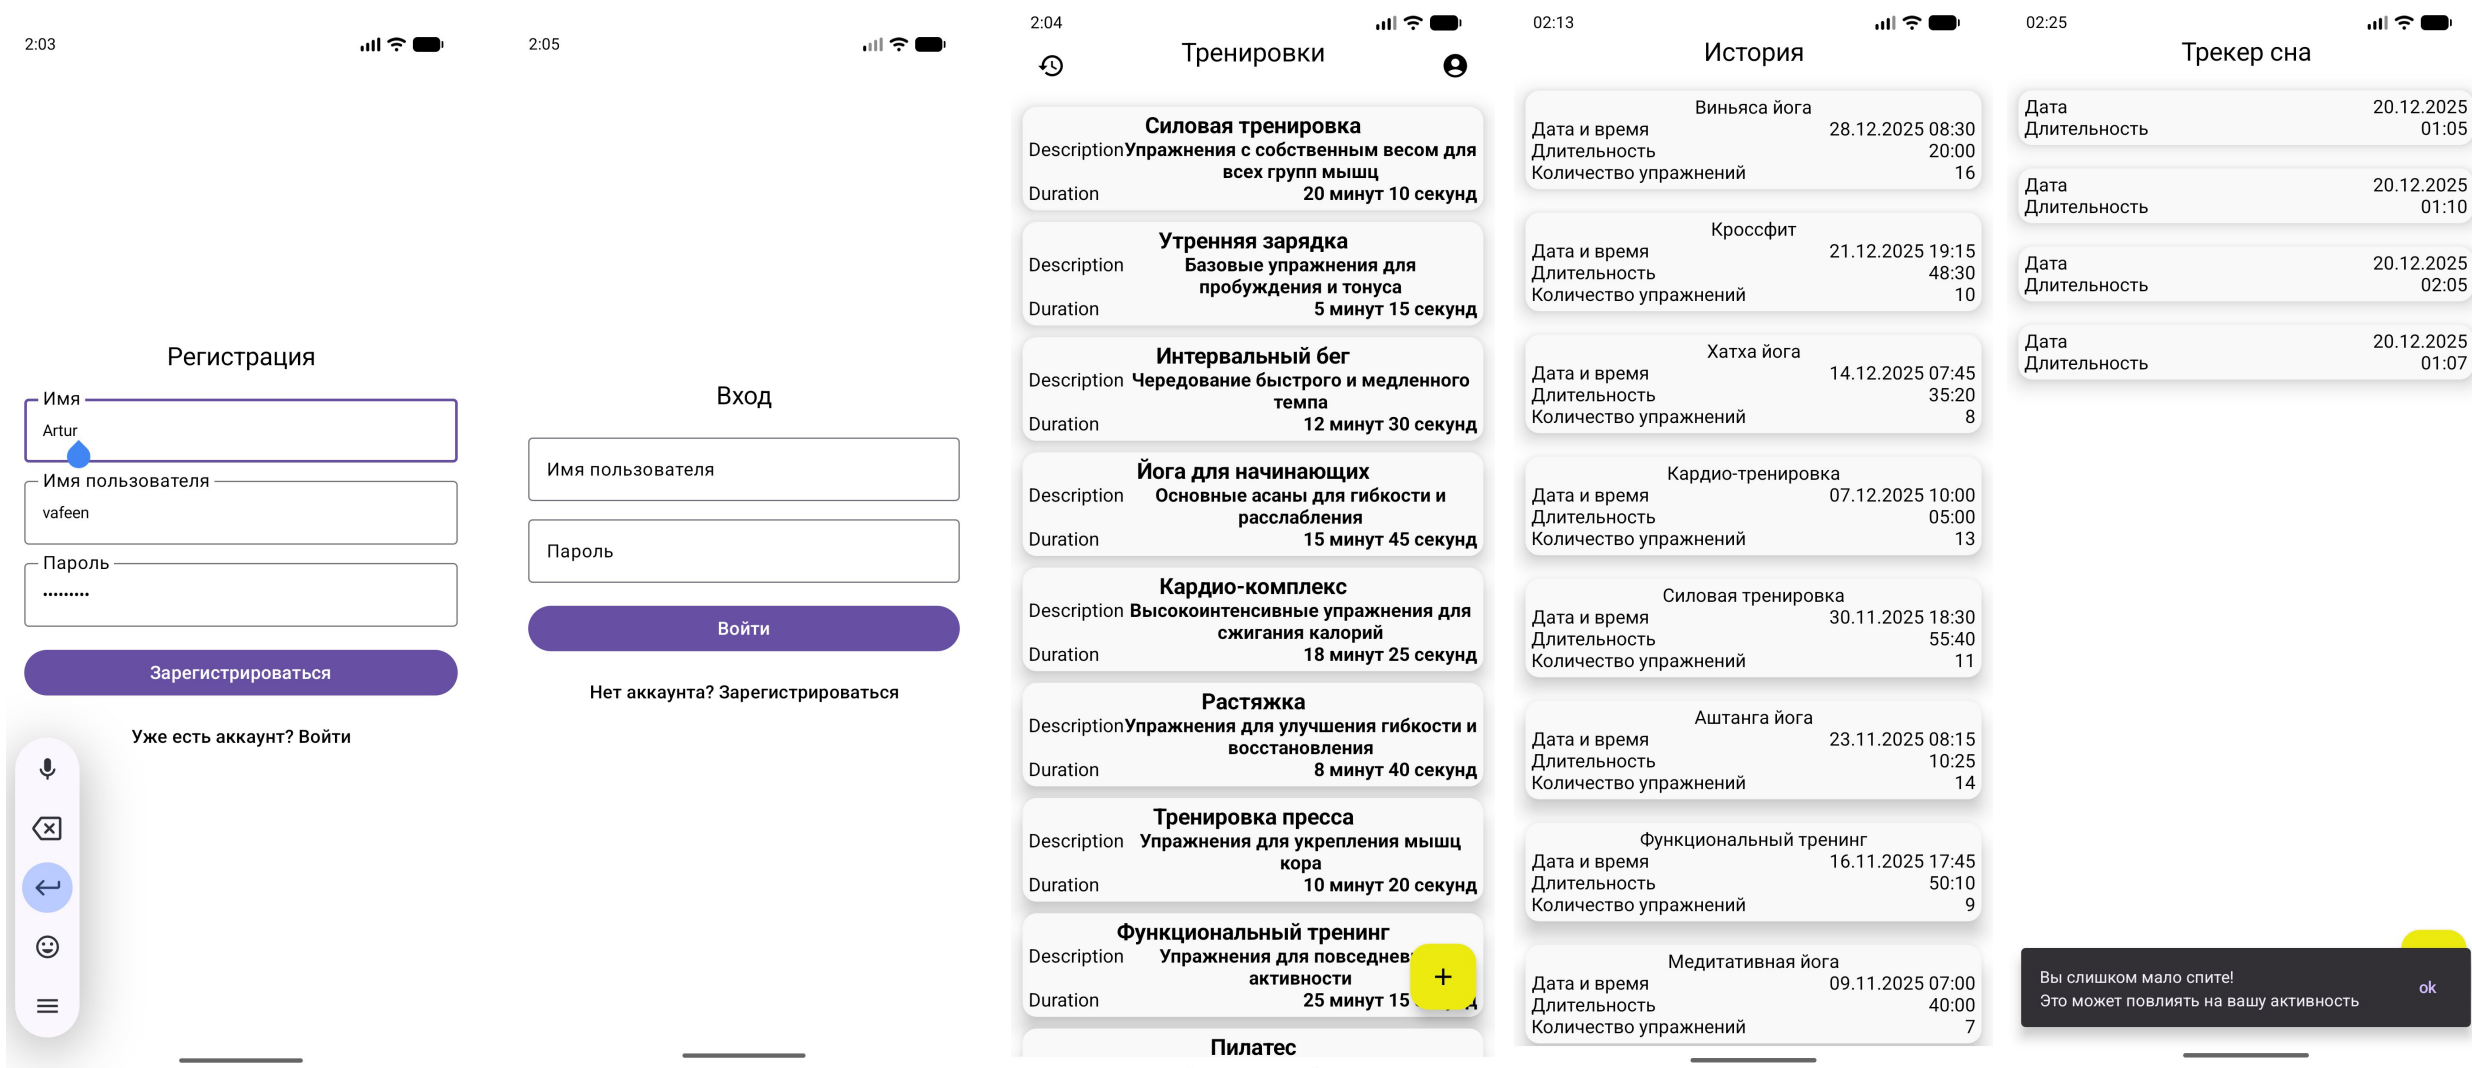 2:03
Регистрация
Имя
Artur
Имя пользователя
vafeen
Пароль
•••••••••
Зарегистрироваться
Уже есть аккаунт? Войти
2:05
Вход
Имя пользователя
Пароль
Войти
Нет аккаунта? Зарегистрироваться
2:04
Тренировки
Силовая тренировка
Description Упражнения с собственным весом для
всех групп мышц
Duration 20 минут 10 секунд
Утренняя зарядка
Description Базовые упражнения для
пробуждения и тонуса
Duration 5 минут 15 секунд
Интервальный бег
Description Чередование быстрого и медленного
темпа
Duration 12 минут 30 секунд
Йога для начинающих
Description Основные асаны для гибкости и
расслабления
Duration 15 минут 45 секунд
Кардио-комплекс
Description Высокоинтенсивные упражнения для
сжигания калорий
Duration 18 минут 25 секунд
Растяжка
Description Упражнения для улучшения гибкости и
восстановления
Duration 8 минут 40 секунд
Тренировка пресса
Description Упражнения для укрепления мышц
кора
Duration 10 минут 20 секунд
Функциональный тренинг
Description Упражнения для повседнев
активности
Duration 25 минут 15
+
Пилатес
02:13
История
Виньяса йога
Дата и время 28.12.2025 08:30
Длительность 20:00
Количество упражнений 16
Кроссфит
Дата и время 21.12.2025 19:15
Длительность 48:30
Количество упражнений 10
Хатха йога
Дата и время 14.12.2025 07:45
Длительность 35:20
Количество упражнений 8
Кардио-тренировка
Дата и время 07.12.2025 10:00
Длительность 05:00
Количество упражнений 13
Силовая тренировка
Дата и время 30.11.2025 18:30
Длительность 55:40
Количество упражнений 11
Аштанга йога
Дата и время 23.11.2025 08:15
Длительность 10:25
Количество упражнений 14
Функциональный тренинг
Дата и время 16.11.2025 17:45
Длительность 50:10
Количество упражнений 9
Медитативная йога
Дата и время 09.11.2025 07:00
Длительность 40:00
Количество упражнений 7
02:25
Трекер сна
Дата 20.12.2025
Длительность 01:05
Дата 20.12.2025
Длительность 01:10
Дата 20.12.2025
Длительность 02:05
Дата 20.12.2025
Длительность 01:07
Вы слишком мало спите!
Это может повлиять на вашу активность
ok